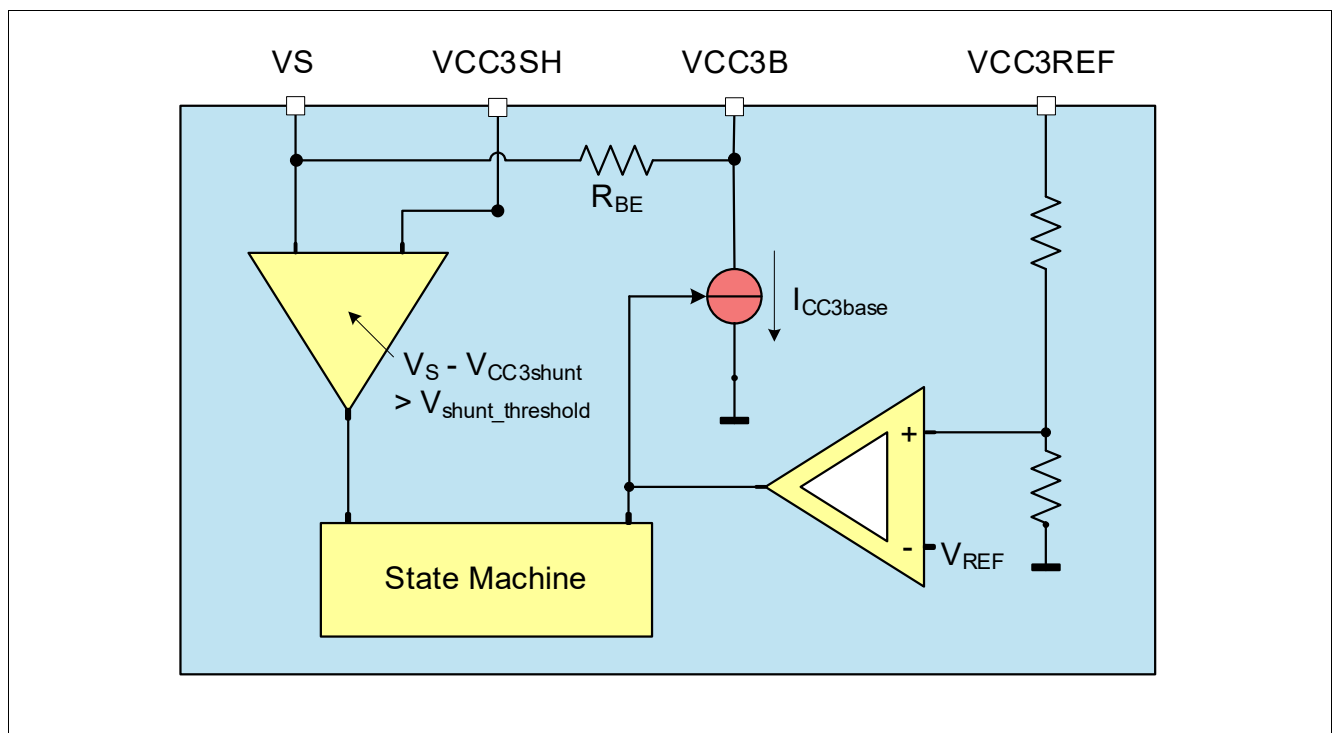 VS VCC3SH VCC3B VCC3REF
RBE
ICC3base
VS - VCC3shunt
> Vshunt_threshold
+
-
VREF
State Machine